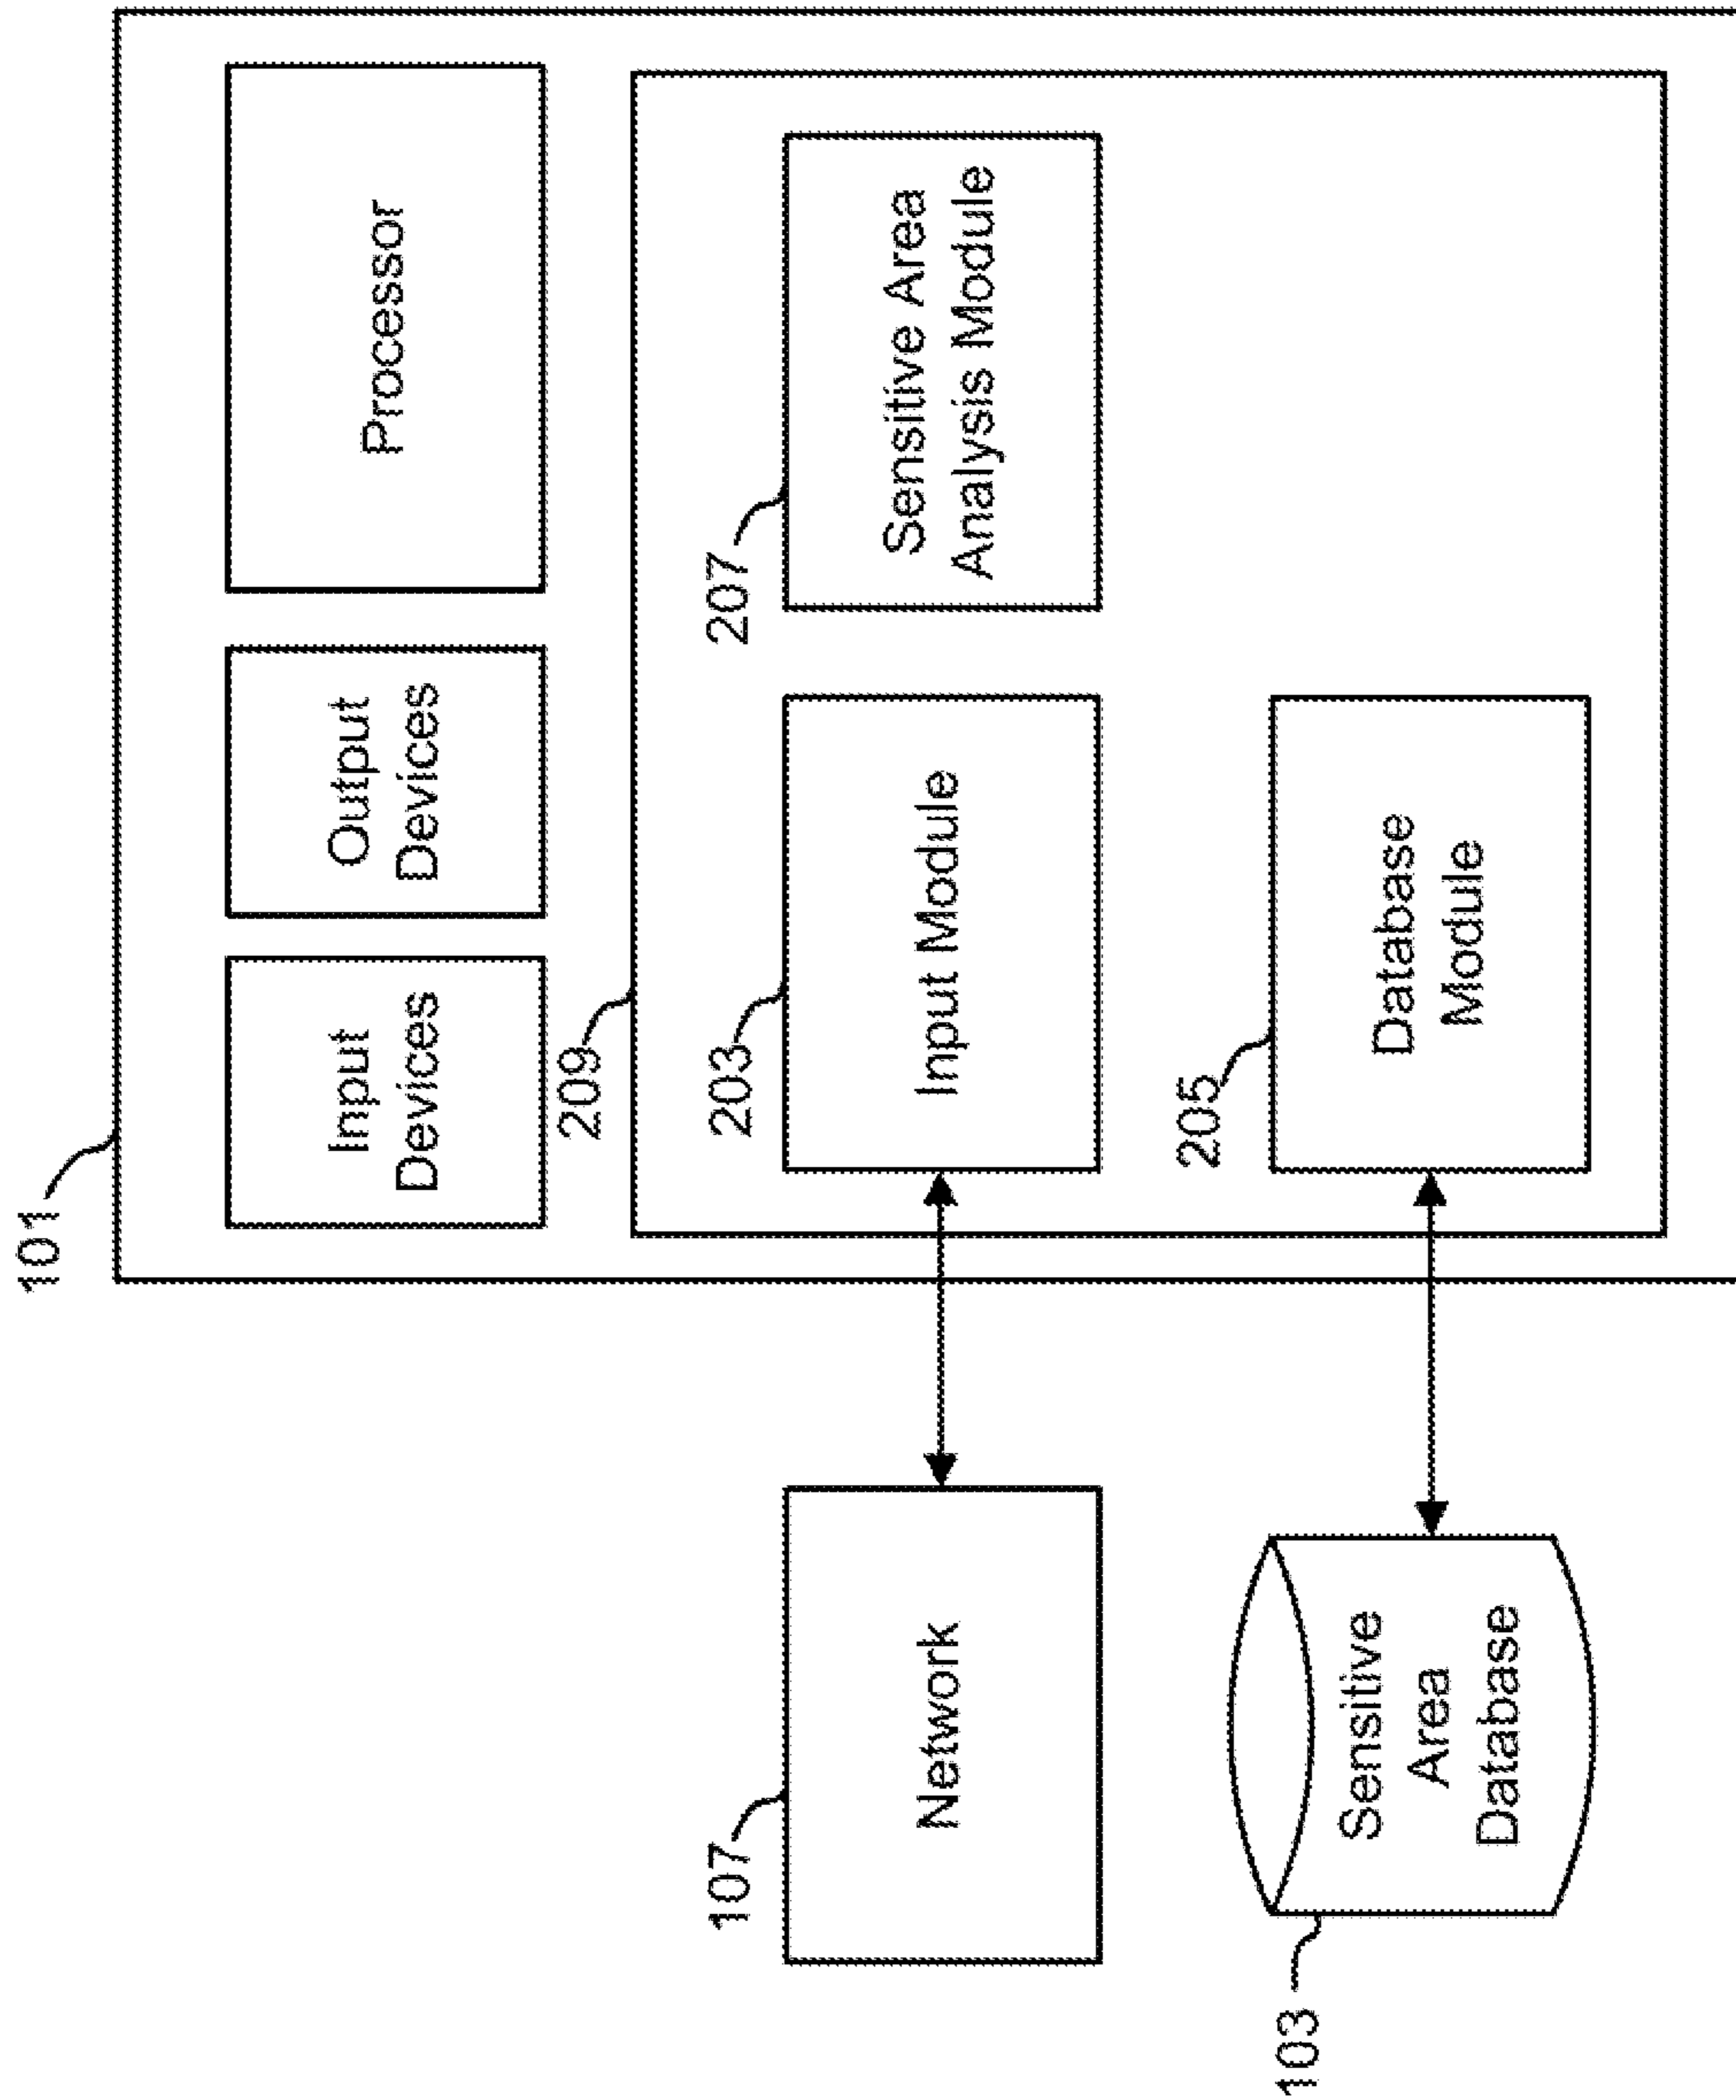 101
Input
Devices
Output
Devices
Processor
209
107
Network
203
Input Module
207
Sensitive Area
Analysis Module
103
Sensitive
Area
Database
205
Database
Module